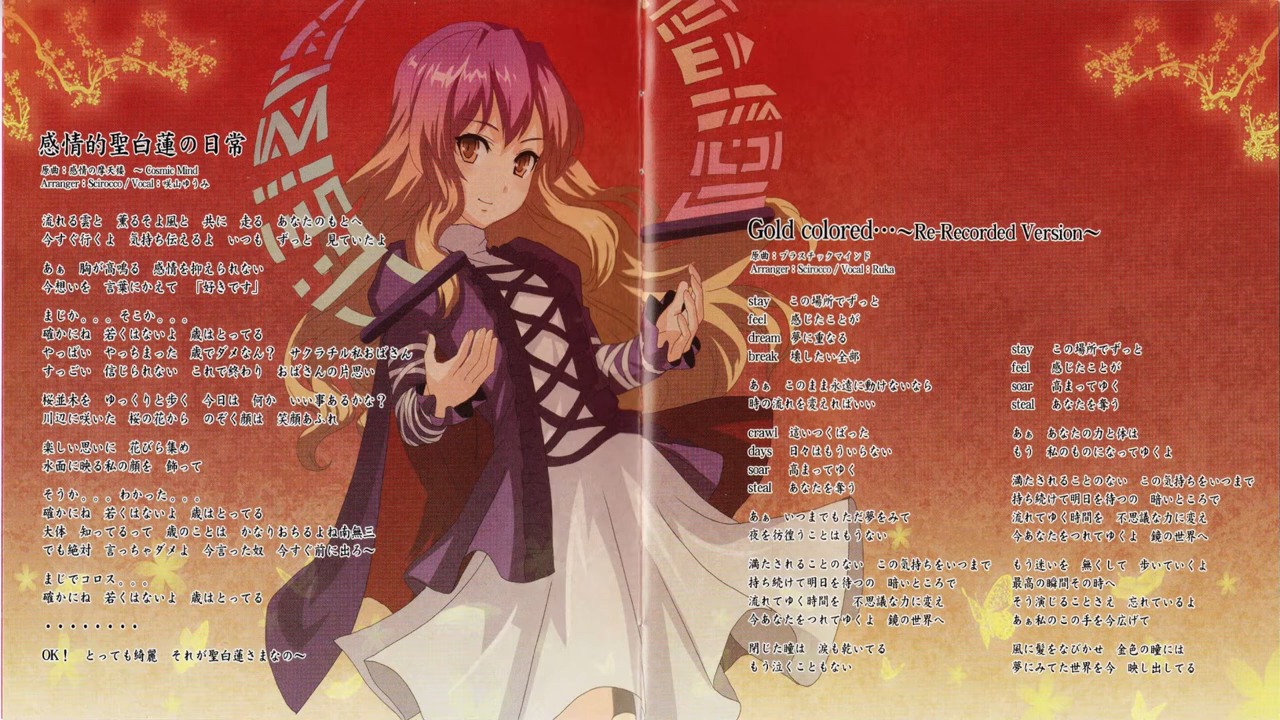 感情的聖白蓮の日常
原曲：感情の摩天楼　～ Cosmic Mind
Arranger : Scirocco / Vocal : 咲山ゆうみ
流れる雲と　薫るそよ風と　共に　走る　あなたのもとへ
今すぐ行くよ　気持ち伝えるよ　いつも　ずっと　見ていたよ
あぁ　胸が高鳴る　感情を抑えられない
今想いを　言葉にかえて　「好きです」
まじか。。。そこか。。。
確かにね　若くはないよ　歳はとってる
やっぱい　やっちまった　歳でダメなん？　サクラチル私おばさん
すっごい　信じられない　これで終わり　おばさんの片思い
桜並木を　ゆっくりと歩く　今日は　何か　いい事あるかな？
川辺に咲いた　桜の花から　のぞく顔は　笑顔あふれ
楽しい思いに　花びら集め
水面に映る私の顔を　飾って
そうか。。。わかった。。。
確かにね　若くはないよ　歳はとってる
大体　知ってるって　歳のことは　かなりおちるよね南無三
でも絶対　言っちゃダメよ　今言った奴　今すぐ前に出ろ～
まじでコロス。。。
確かにね　若くはないよ　歳はとってる
・・・・・・・・
OK！　とっても綺麗　それが聖白蓮さまなの～
Gold colored…～Re-Recorded Version～
原曲：プラスチックマインド
Arranger : Scirocco / Vocal : Ruka
stay　この場所でずっと
feel　感じたことが
dream　夢に重なる
break　壊したい全部
あぁ　このまま永遠に動けないなら
時の流れを変えればいい
crawl　這いつくばった
days　日々はもういらない
soar　高まってゆく
steal　あなたを奪う
あぁ　いつまでもただ夢をみて
夜を彷徨うことはもうない
満たされることのない　この気持ちをいつまで
持ち続けて明日を待つの　暗いところで
流れてゆく時間を　不思議な力に変え
今あなたをつれてゆくよ　鏡の世界へ
閉じた瞳は　涙も乾いてる
もう泣くこともない
stay　この場所でずっと
feel　感じたことが
soar　高まってゆく
steal　あなたを奪う
あぁ　あなたの力と体は
もう　私のものになってゆくよ
満たされることのない　この気持ちをいつまで
持ち続けて明日を待つの　暗いところで
流れてゆく時間を　不思議な力に変え
今あなたをつれてゆくよ　鏡の世界へ
もう迷いを　無くして　歩いていくよ
最高の瞬間その時へ
そう演じることさえ　忘れているよ
あぁ私のこの手を今広げて
風に髪をなびかせ　金色の瞳には
夢にみてた世界を今　映し出してる